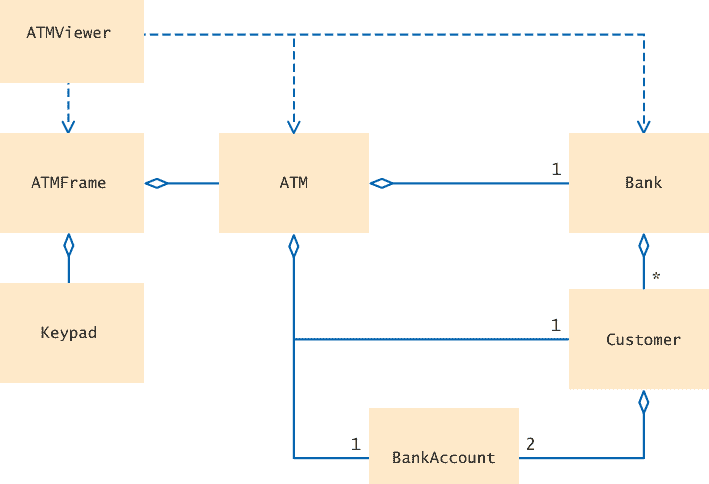 ATMViewer
ATMFrame
ATM
1
Bank
*
Keypad
1
Customer
1
BankAccount
2